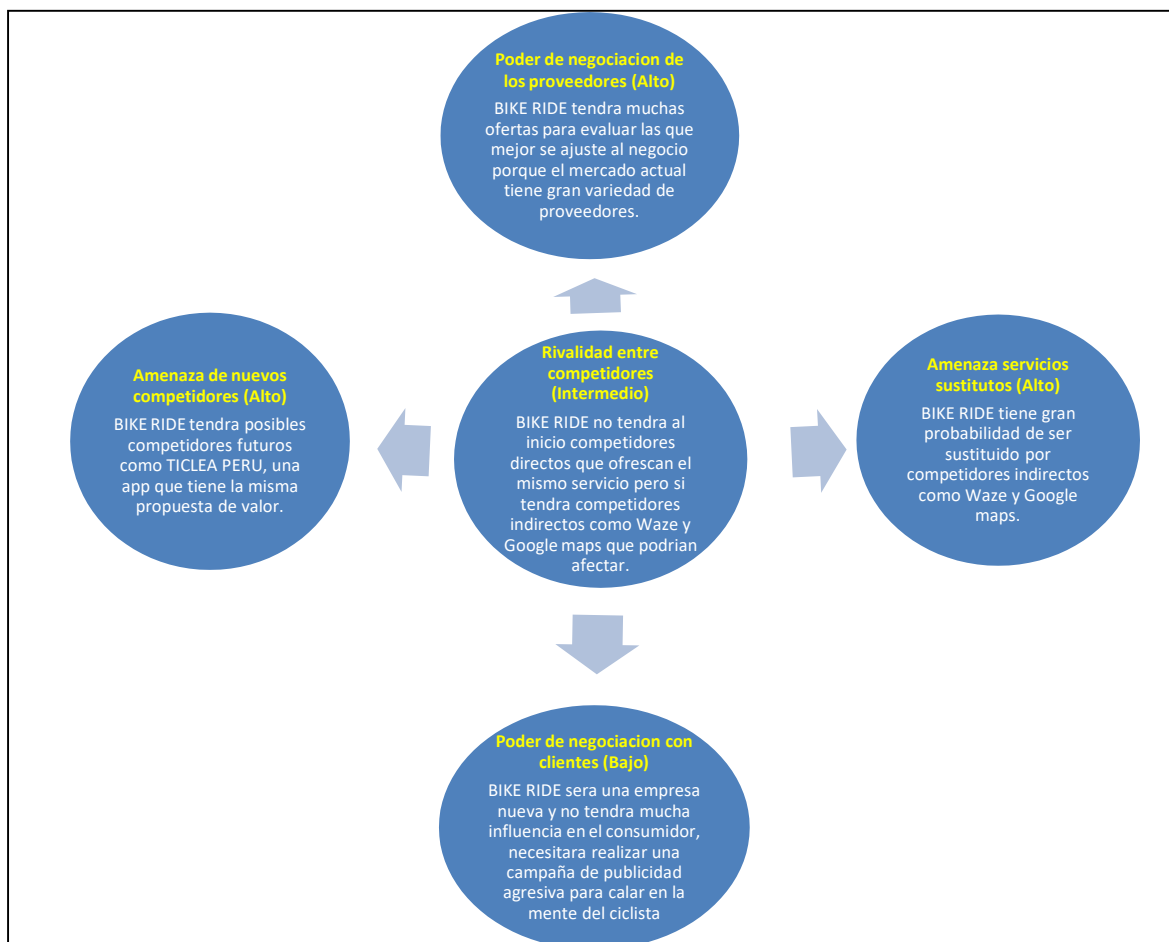 Poder de negociacion de
los proveedores (Alto)
BIKE RIDE tendra muchas
ofertas para evaluar las que
mejor se ajuste al negocio
porque el mercado actual
tiene gran variedad de
proveedores.
Amenaza de nuevos
competidores (Alto)
BIKE RIDE tendra posibles
competidores futuros
como TICLEA PERU, una
app que tiene la misma
propuesta de valor.
Rivalidad entre
competidores
(Intermedio)
BIKE RIDE no tendra al
inicio competidores
directos que ofrescan el
mismo servicio pero si
tendra competidores
indirectos como Waze y
Google maps que podrian
afectar.
Amenaza servicios
sustitutos (Alto)
BIKE RIDE tiene gran
probabilidad de ser
sustituido por
competidores indirectos
como Waze y Google
maps.
Poder de negociacion con
clientes (Bajo)
BIKE RIDE sera una empresa
nueva y no tendra mucha
influencia en el consumidor,
necesitara realizar una
campaña de publicidad
agresiva para calar en la
mente del ciclista